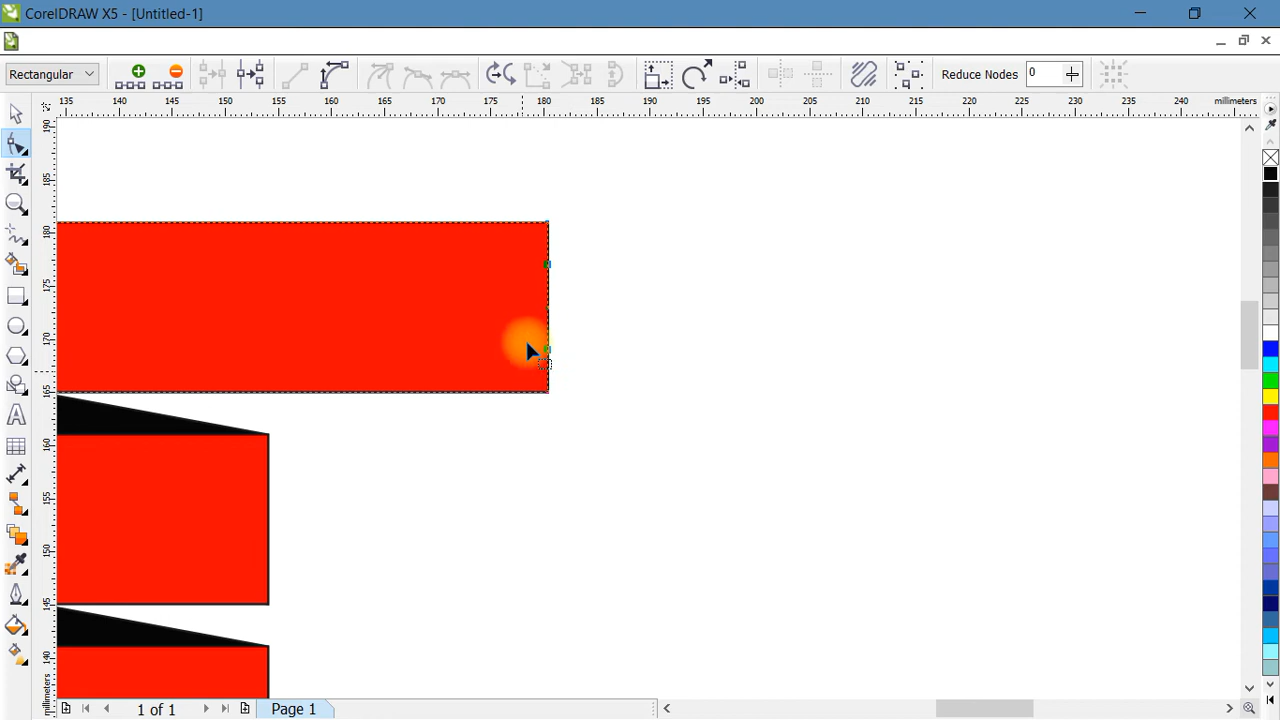 CorelDRAW X5 - [Untitled-1]
Rectangular
Reduce Nodes 0
135 140 145 150 155 160 165 170 175 180 185 190 195 200 205 210 215 220 225 230 235 240 millimeters
190
185
180
175
170
165
160
155
150
145
140
millimeters
1 of 1
Page 1